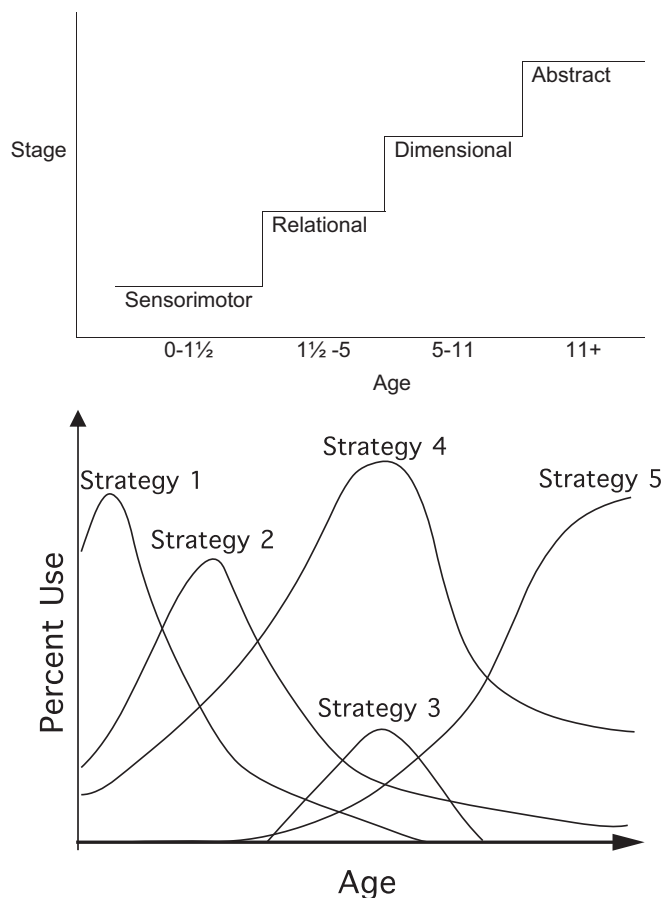 Abstract
Stage
Dimensional
Relational
Sensorimotor
0-1½ 1½ -5 5-11 11+
Age
Strategy 4
Strategy 1
Strategy 5
Strategy 2
Percent Use
Strategy 3
Age